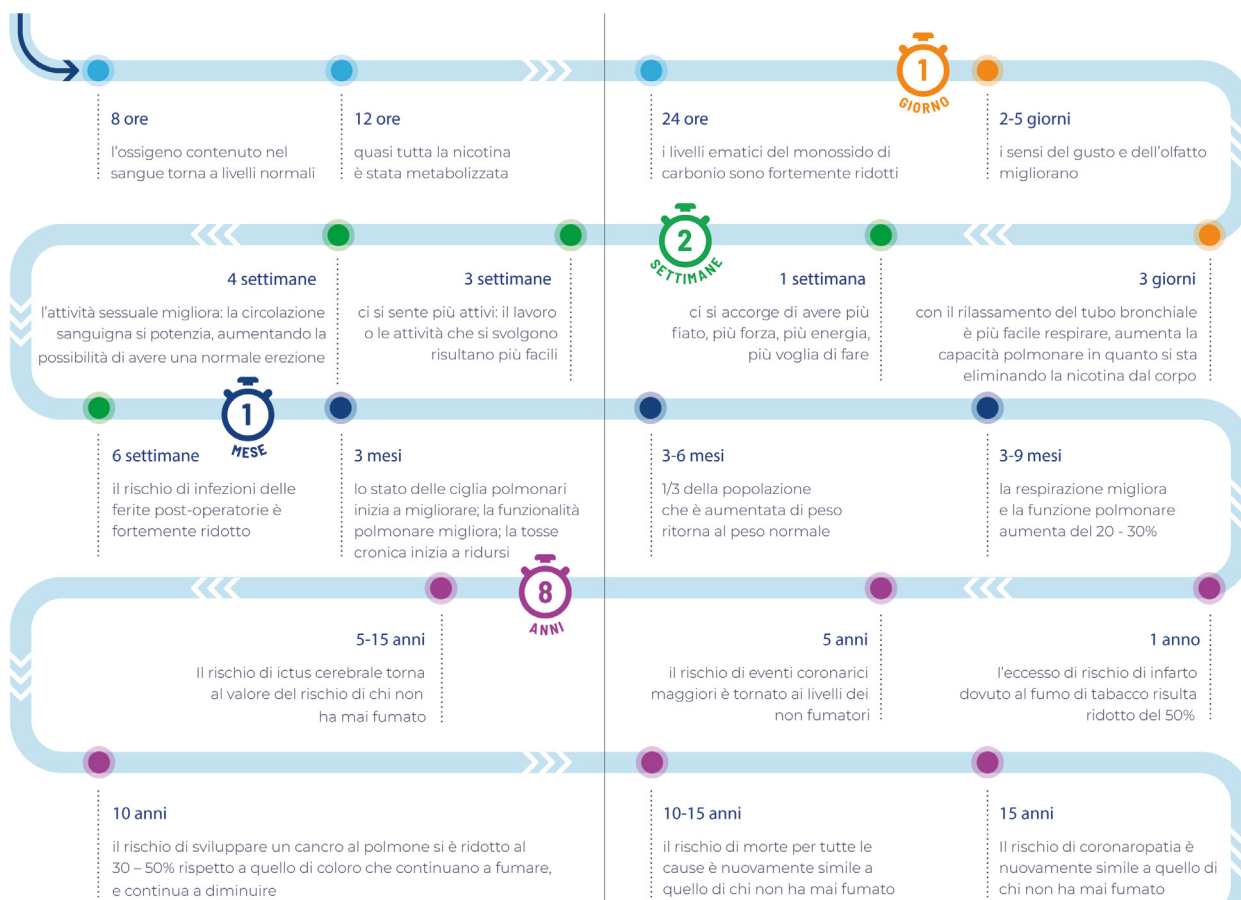 1
GIORNO
8 ore
l'ossigeno contenuto nel
sangue torna a livelli normali
12 ore
quasi tutta la nicotina
è stata metabolizzata
24 ore
i livelli ematici del monossido di
carbonio sono fortemente ridotti
2-5 giorni
i sensi del gusto e dell'olfatto
migliorano
3 giorni
con il rilassamento del tubo bronchiale
è più facile respirare, aumenta la
capacità polmonare in quanto si sta
eliminando la nicotina dal corpo
1 settimana
ci si accorge di avere più
fiato, più forza, più energia,
più voglia di fare
2
SETTIMANE
3 settimane
ci si sente più attivi: il lavoro
o le attività che si svolgono
risultano più facili
4 settimane
l'attività sessuale migliora: la circolazione
sanguigna si potenzia, aumentando la
possibilità di avere una normale erezione
6 settimane
il rischio di infezioni delle
ferite post-operatorie è
fortemente ridotto
1
MESE
3 mesi
lo stato delle ciglia polmonari
inizia a migliorare; la funzionalità
polmonare migliora; la tosse
cronica inizia a ridursi
3-6 mesi
1/3 della popolazione
che è aumentata di peso
ritorna al peso normale
3-9 mesi
la respirazione migliora
e la funzione polmonare
aumenta del 20 - 30%
1 anno
l'eccesso di rischio di infarto
dovuto al fumo di tabacco risulta
ridotto del 50%
5 anni
il rischio di eventi coronarici
maggiori è tornato ai livelli dei
non fumatori
8
ANNI
5-15 anni
Il rischio di ictus cerebrale torna
al valore del rischio di chi non
ha mai fumato
10 anni
il rischio di sviluppare un cancro al polmone si è ridotto al
30 – 50% rispetto a quello di coloro che continuano a fumare,
e continua a diminuire
10-15 anni
il rischio di morte per tutte le
cause è nuovamente simile a
quello di chi non ha mai fumato
15 anni
Il rischio di coronaropatia è
nuovamente simile a quello di
chi non ha mai fumato